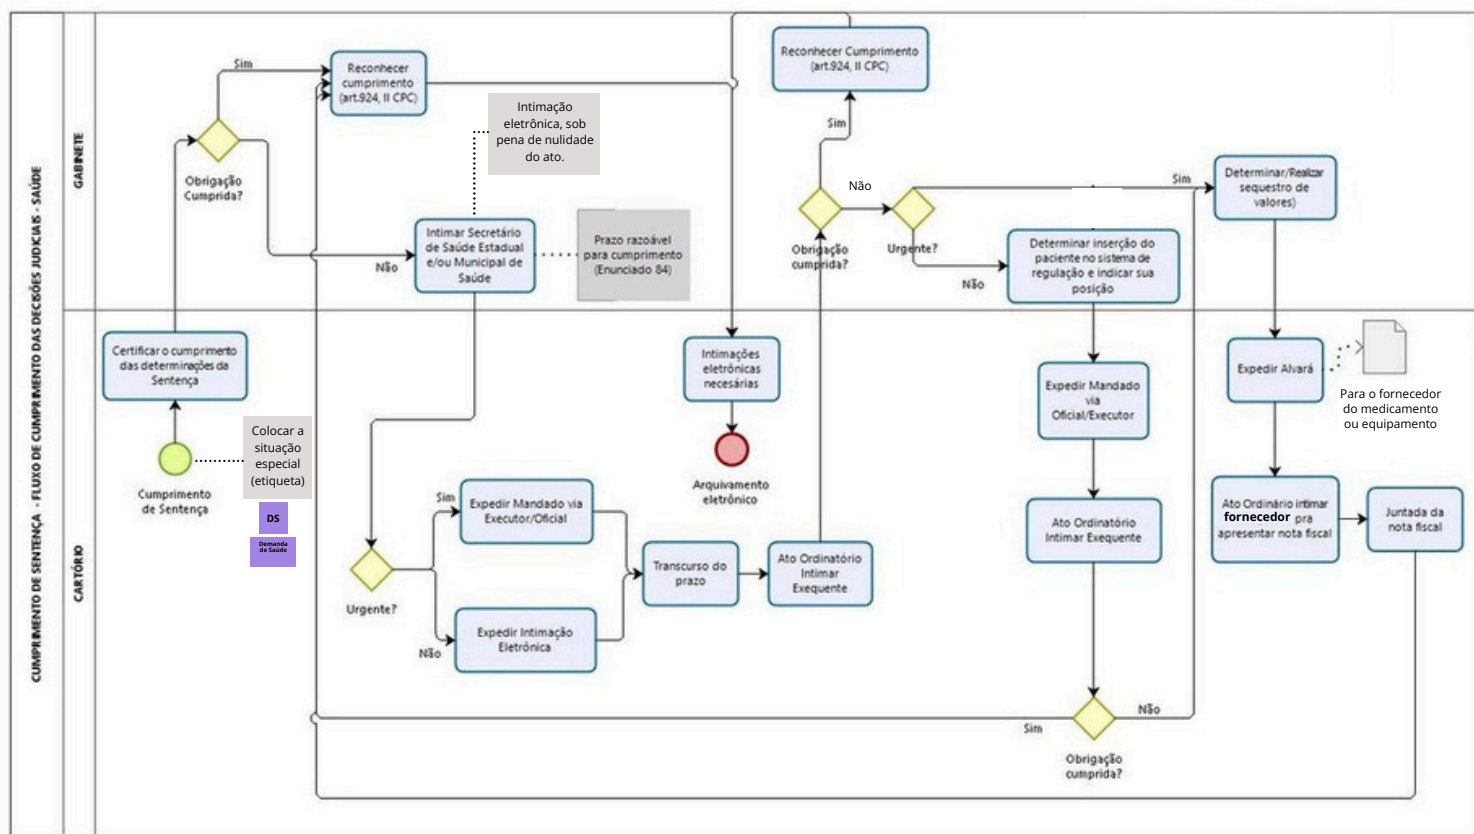 CUMPRIMENTO DE SENTENÇA - FLUXO DE CUMPRIMENTO DAS DECISÕES JUDICIAIS - SAÚDE
GABINETE
Sim
Reconhecer
cumprimento
(art.924, II CPC)
Obrigação
Cumprida?
Intimação
eletrônica, sob
pena de nulidade
do ato.
Não
Intimar Secretário
de Saúde Estadual
e/ou Municipal de
Saúde
Prazo razoável
para cumprimento
(Enunciado 84)
Reconhecer Cumprimento
(art.924, II CPC)
Sim
Obrigação
cumprida?
Não
Urgente?
Sim
Não
Determinar inserção do
paciente no sistema de
regulação e indicar sua
posição
Determinar/Realizar
sequestro de
valores)
CARTÓRIO
Certificar o cumprimento
das determinações da
Sentença
Cumprimento
de Sentença
Colocar a
situação
especial
(etiqueta)
DS
Demanda
de Saúde
Urgente?
Sim
Expedir Mandado via
Executor/Oficial
Não
Expedir Intimação
Eletrônica
Transcurso do
prazo
Ato Ordinatório
Intimar
Exequente
Intimações
eletrônicas
necesárias
Arquivamento
eletrônico
Expedir Mandado
via
Oficial/Executor
Ato Ordinatório
Intimar Exequente
Sim
Não
Obrigação
cumprida?
Expedir Alvará
Para o fornecedor
do medicamento
ou equipamento
Ato Ordinário intimar
fornecedor pra
apresentar nota fiscal
Juntada da
nota fiscal